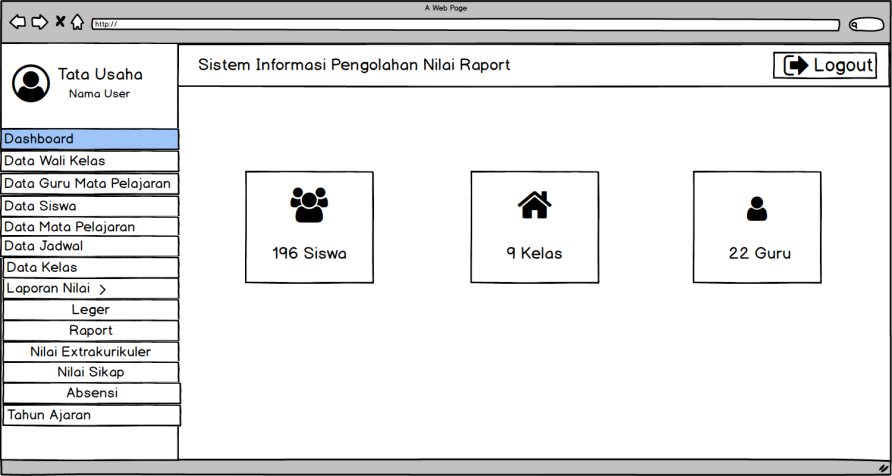 A Web Page
http://
Tata Usaha
Nama User
Sistem Informasi Pengolahan Nilai Raport
Logout
Dashboard
Data Wali Kelas
Data Guru Mata Pelajaran
Data Siswa
Data Mata Pelajaran
Data Jadwal
Data Kelas
Laporan Nilai >
Leger
Raport
Nilai Extrakurikuler
Nilai Sikap
Absensi
Tahun Ajaran
196 Siswa
9 Kelas
22 Guru